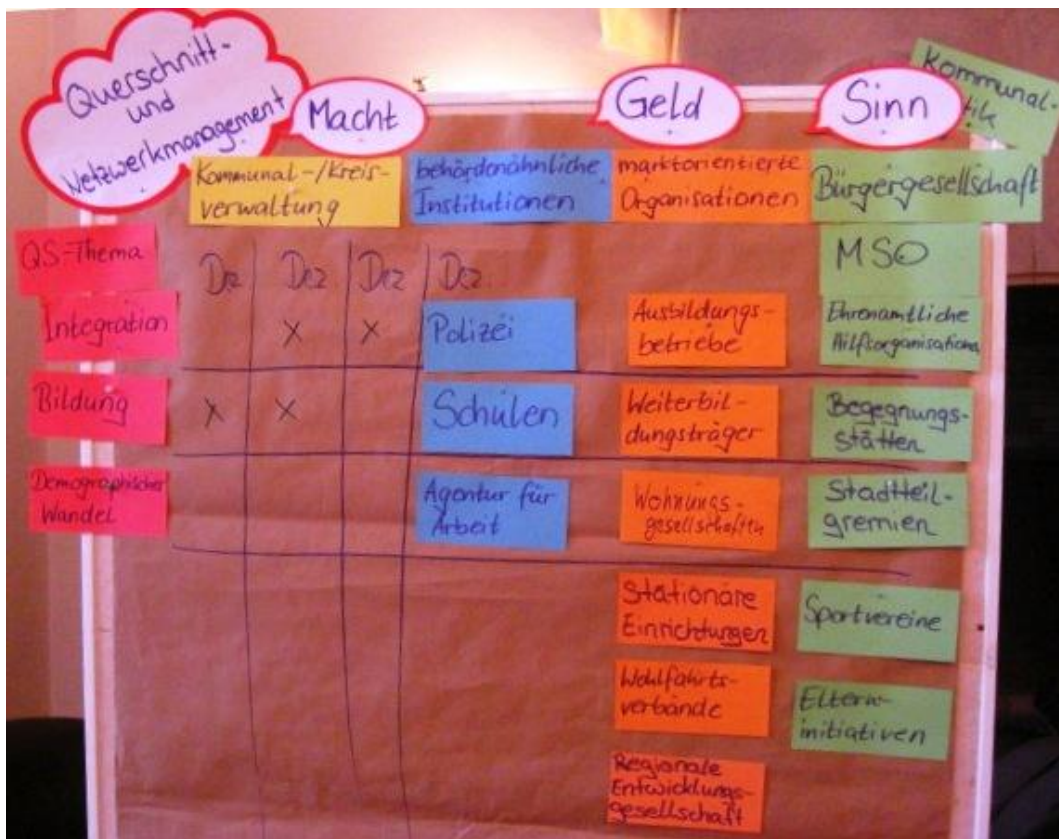 Querschnitt-
und
Netzwerkmanagement
Macht
Geld
Sinn
Kommunal-
tik
Kommunal-/Kreis-
verwaltung
behördenähnliche
Institutionen
marktorientierte
Organisationen
Bürgergesellschaft
QS-Thema
Dez
Dez
Dez
Dez.
MSO
Integration
X
X
Polizei
Ausbildungs-
betriebe
Ehrenamtliche
Hilfsorganisationen
Bildung
X
X
Schulen
Weiterbil-
dungsträger
Begegnungs-
stätten
Demographischer
Wandel
Agentur für
Arbeit
Wohnungs-
gesellschaften
Stadtteil-
gremien
Stationäre
Einrichtungen
Sportvereine
Wohlfahrts-
verbände
Eltern-
initiativen
Regionale
Entwicklungs-
gesellschaft